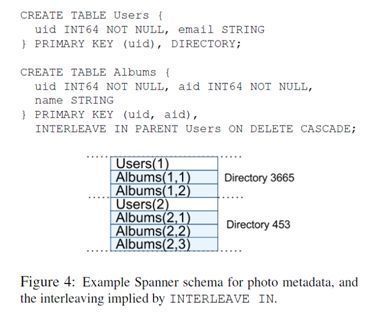 CREATE TABLE Users {
uid INT64 NOT NULL, email STRING
} PRIMARY KEY (uid), DIRECTORY;
CREATE TABLE Albums {
uid INT64 NOT NULL, aid INT64 NOT NULL,
name STRING
} PRIMARY KEY (uid, aid),
INTERLEAVE IN PARENT Users ON DELETE CASCADE;
Users(1)
Albums(1,1)
Albums(1,2)
Directory 3665
Users(2)
Albums(2,1)
Albums(2,2)
Albums(2,3)
Directory 453
Figure 4: Example Spanner schema for photo metadata, and
the interleaving implied by INTERLEAVE IN.